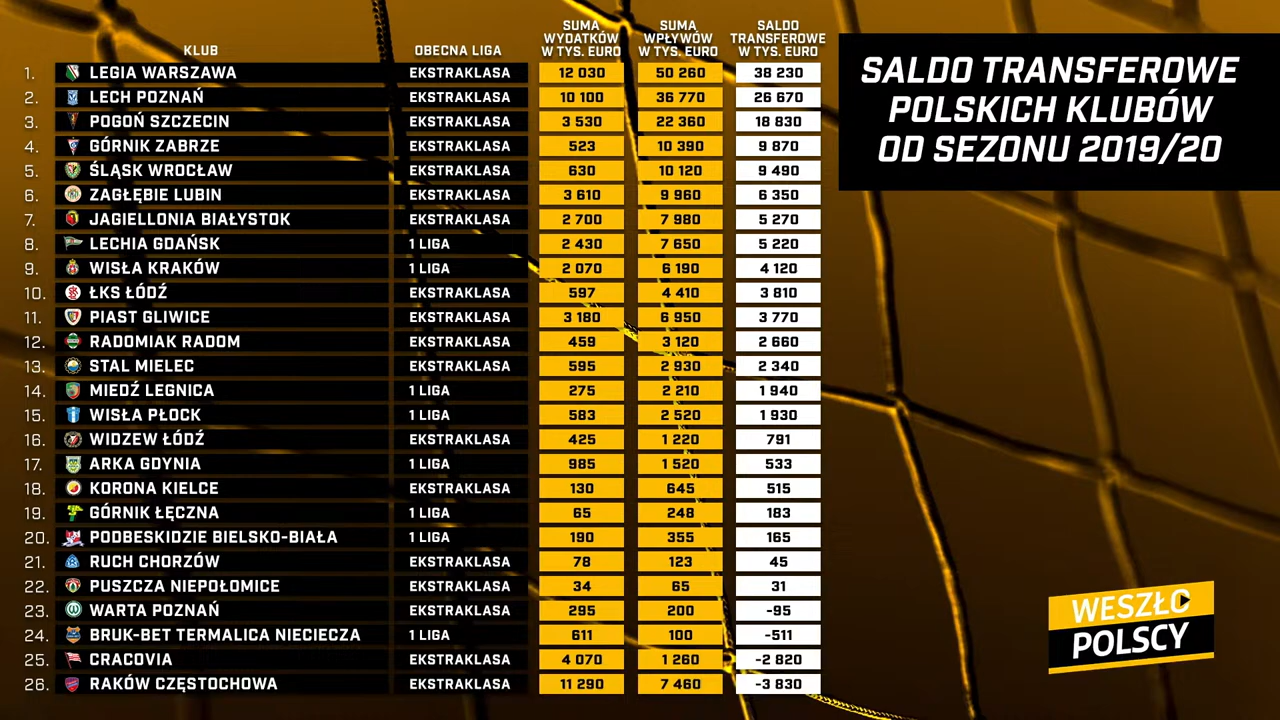 KLUB OBECNA LIGA SUMA WYDATKÓW W TYS. EURO SUMA WPŁYWÓW W TYS. EURO SALDO TRANSFEROWE W TYS. EURO
1. LEGIA WARSZAWA EKSTRAKLASA 12 030 50 260 38 230
2. LECH POZNAŃ EKSTRAKLASA 10 100 36 770 26 670
3. POGOŃ SZCZECIN EKSTRAKLASA 3 530 22 360 18 830
4. GÓRNIK ZABRZE EKSTRAKLASA 523 10 390 9 870
5. ŚLĄSK WROCŁAW EKSTRAKLASA 630 10 120 9 490
6. ZAGŁĘBIE LUBIN EKSTRAKLASA 3 610 9 960 6 350
7. JAGIELLONIA BIAŁYSTOK EKSTRAKLASA 2 700 7 980 5 270
8. LECHIA GDAŃSK 1 LIGA 2 430 7 650 5 220
9. WISŁA KRAKÓW 1 LIGA 2 070 6 190 4 120
10. ŁKS ŁÓDŹ EKSTRAKLASA 597 4 410 3 810
11. PIAST GLIWICE EKSTRAKLASA 3 180 6 950 3 770
12. RADOMIAK RADOM EKSTRAKLASA 459 3 120 2 660
13. STAL MIELEC EKSTRAKLASA 595 2 930 2 340
14. MIEDŹ LEGNICA 1 LIGA 275 2 210 1 940
15. WISŁA PŁOCK 1 LIGA 583 2 520 1 930
16. WIDZEW ŁÓDŹ EKSTRAKLASA 425 1 220 791
17. ARKA GDYNIA 1 LIGA 985 1 520 533
18. KORONA KIELCE EKSTRAKLASA 130 645 515
19. GÓRNIK ŁĘCZNA 1 LIGA 65 248 183
20. PODBESKIDZIE BIELSKO-BIAŁA 1 LIGA 190 355 165
21. RUCH CHORZÓW EKSTRAKLASA 78 123 45
22. PUSZCZA NIEPOŁOMICE EKSTRAKLASA 34 65 31
23. WARTA POZNAŃ EKSTRAKLASA 295 200 -95
24. BRUK-BET TERMALICA NIECIECZA 1 LIGA 611 100 -511
25. CRACOVIA EKSTRAKLASA 4 070 1 260 -2 820
26. RAKÓW CZĘSTOCHOWA EKSTRAKLASA 11 290 7 460 -3 830
SALDO TRANSFEROWE
POLSKICH KLUBÓW
OD SEZONU 2019/20
WESZŁO
POLSCY